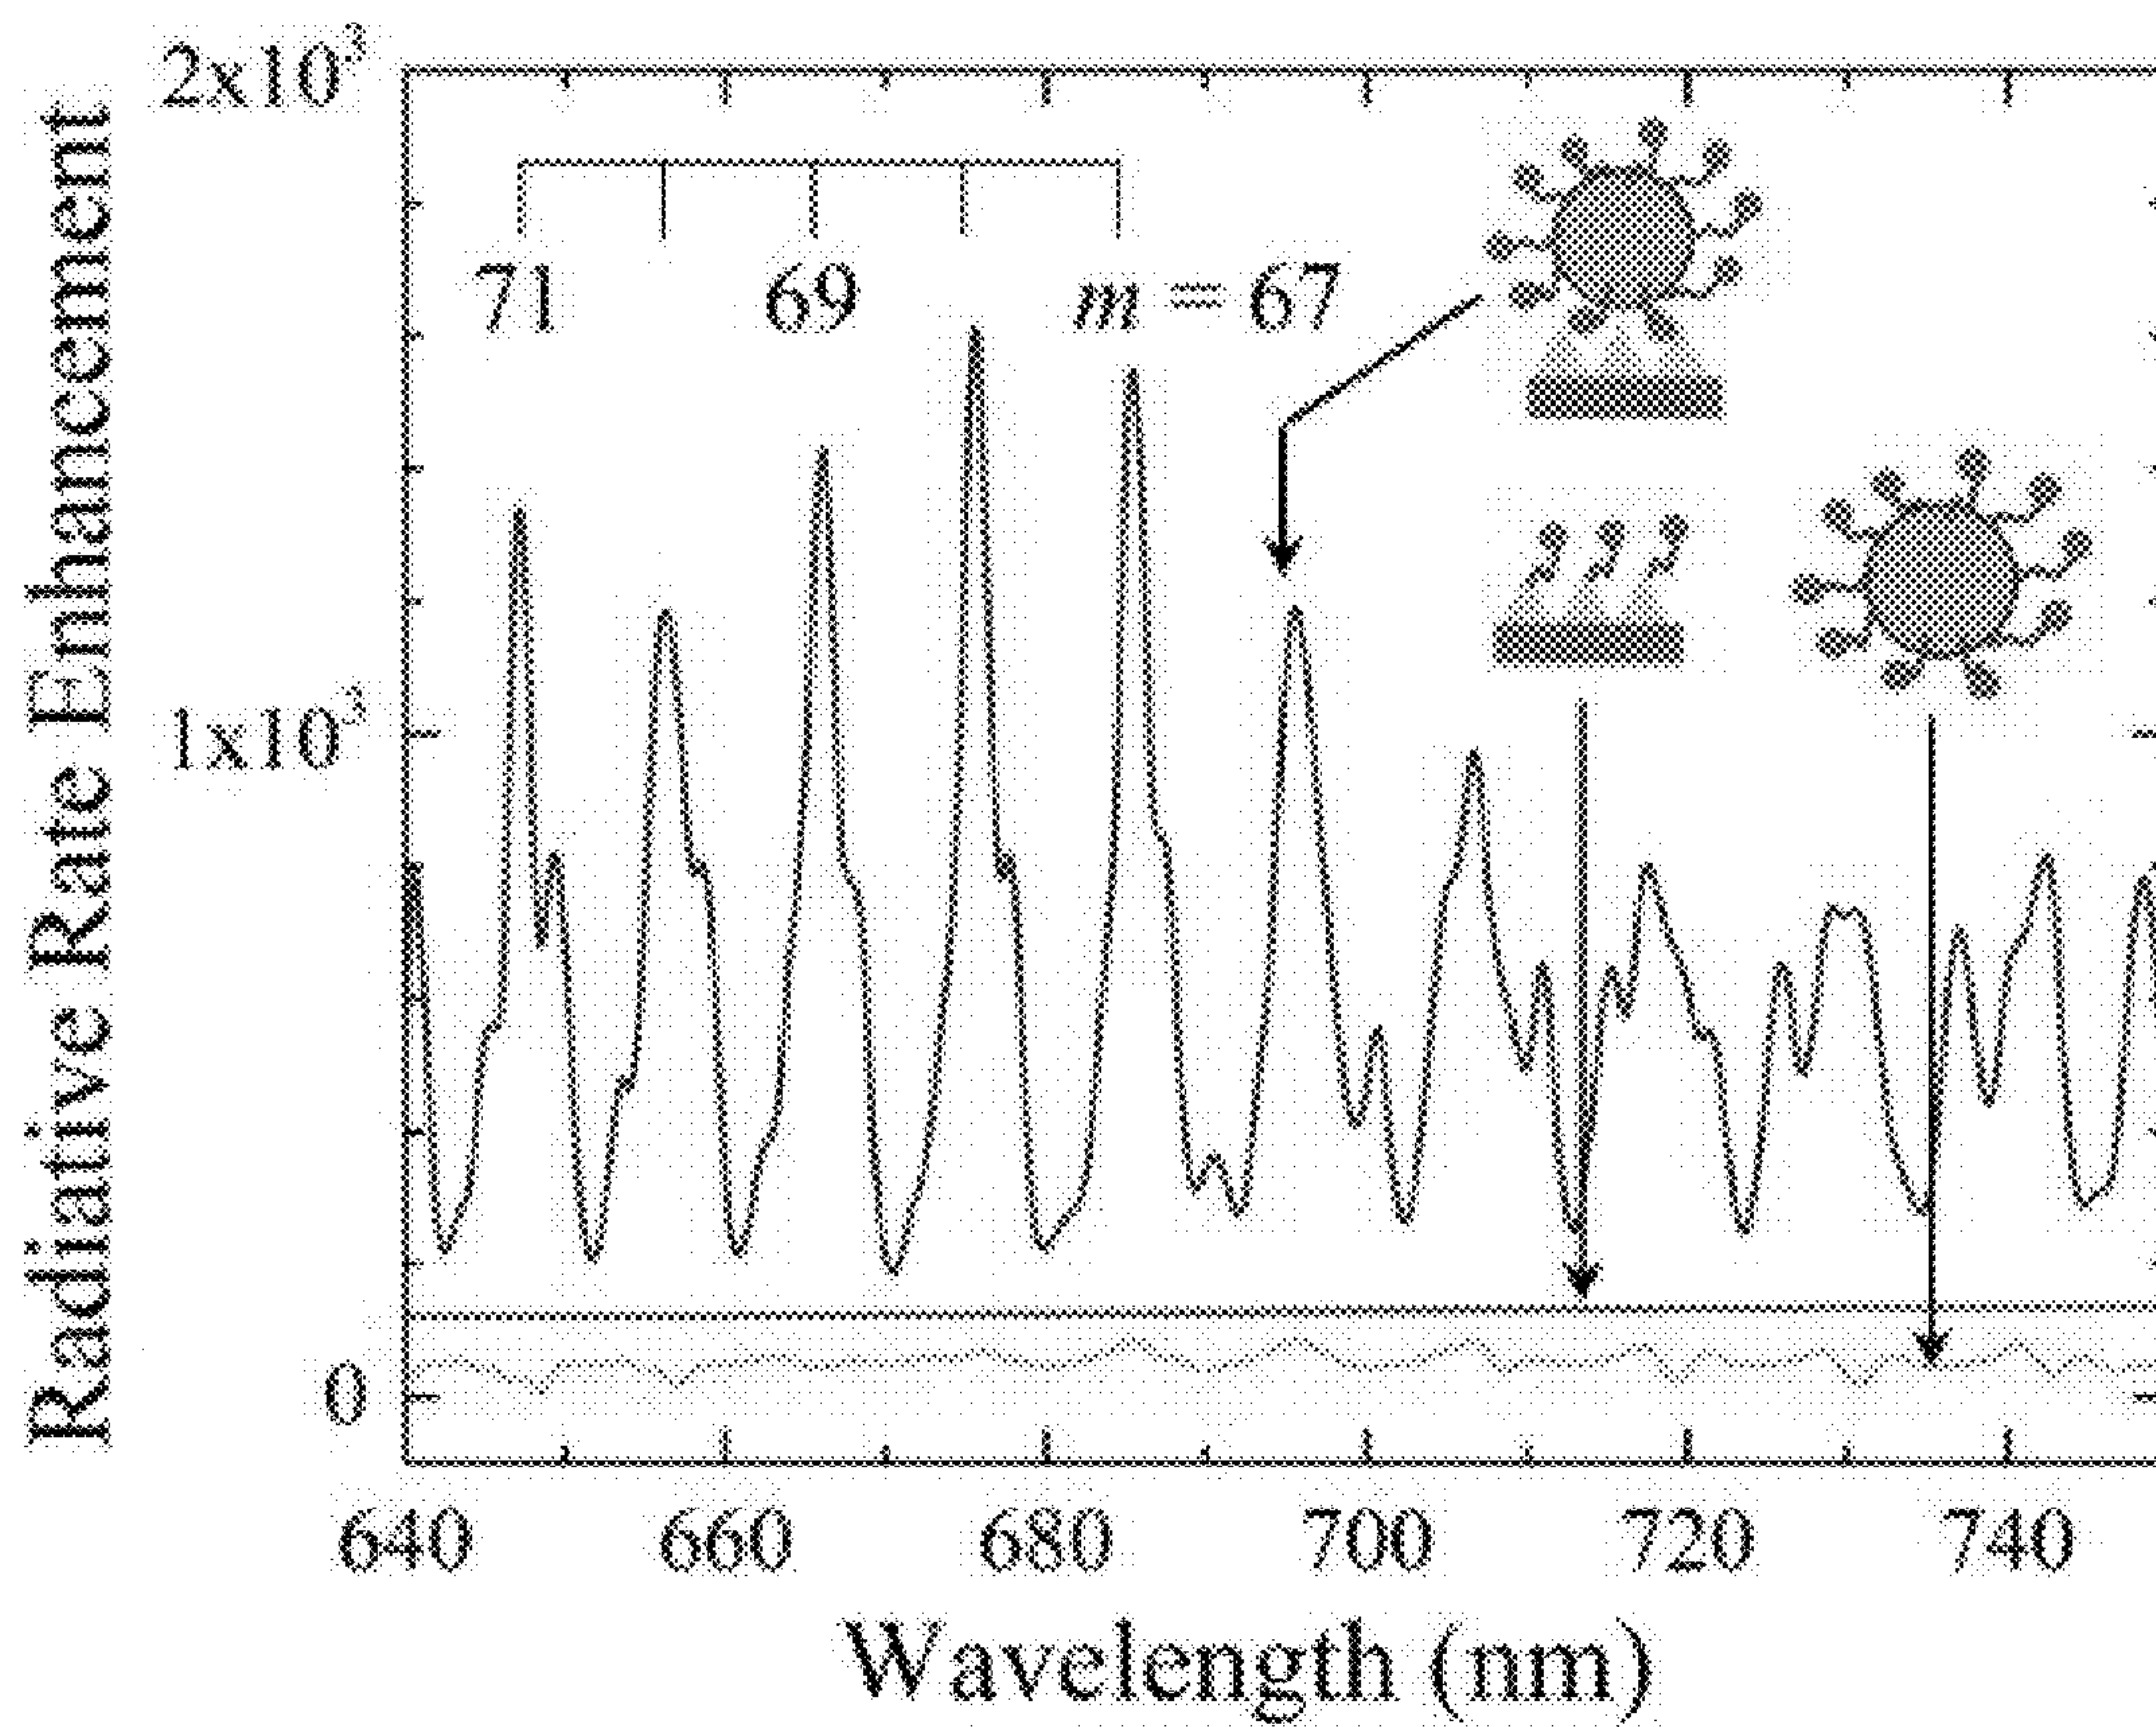 Radiative Rate Enhancement
2x10³
1x10³
0
71 69 m = 67
640 660 680 700 720 740
Wavelength (nm)